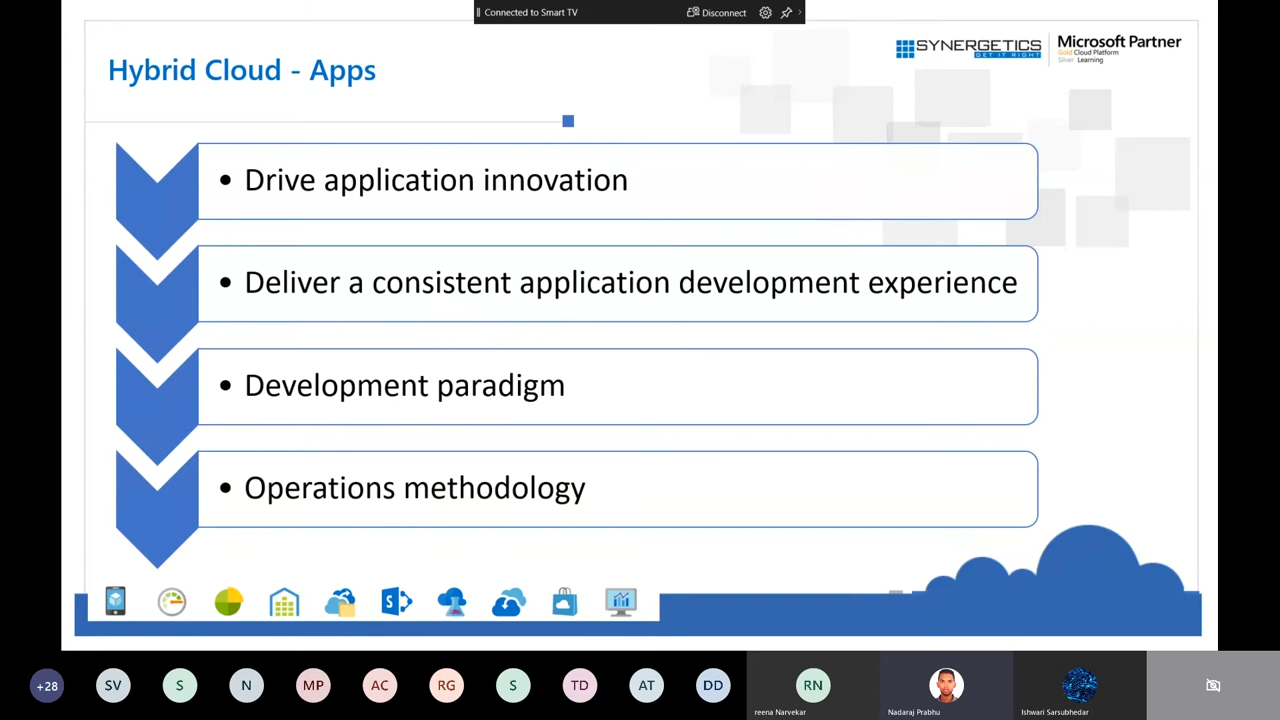 Connected to Smart TV
Disconnect
Hybrid Cloud - Apps
SYNERGETICS
GET IT RIGHT
Microsoft Partner
Gold Cloud Platform
Silver Learning
• Drive application innovation
• Deliver a consistent application development experience
• Development paradigm
• Operations methodology
S
+28
SV
S
N
MP
AC
RG
S
TD
AT
DD
RN
reena Narvekar
Nadaraj Prabhu
Ishwari Sarsubhedar